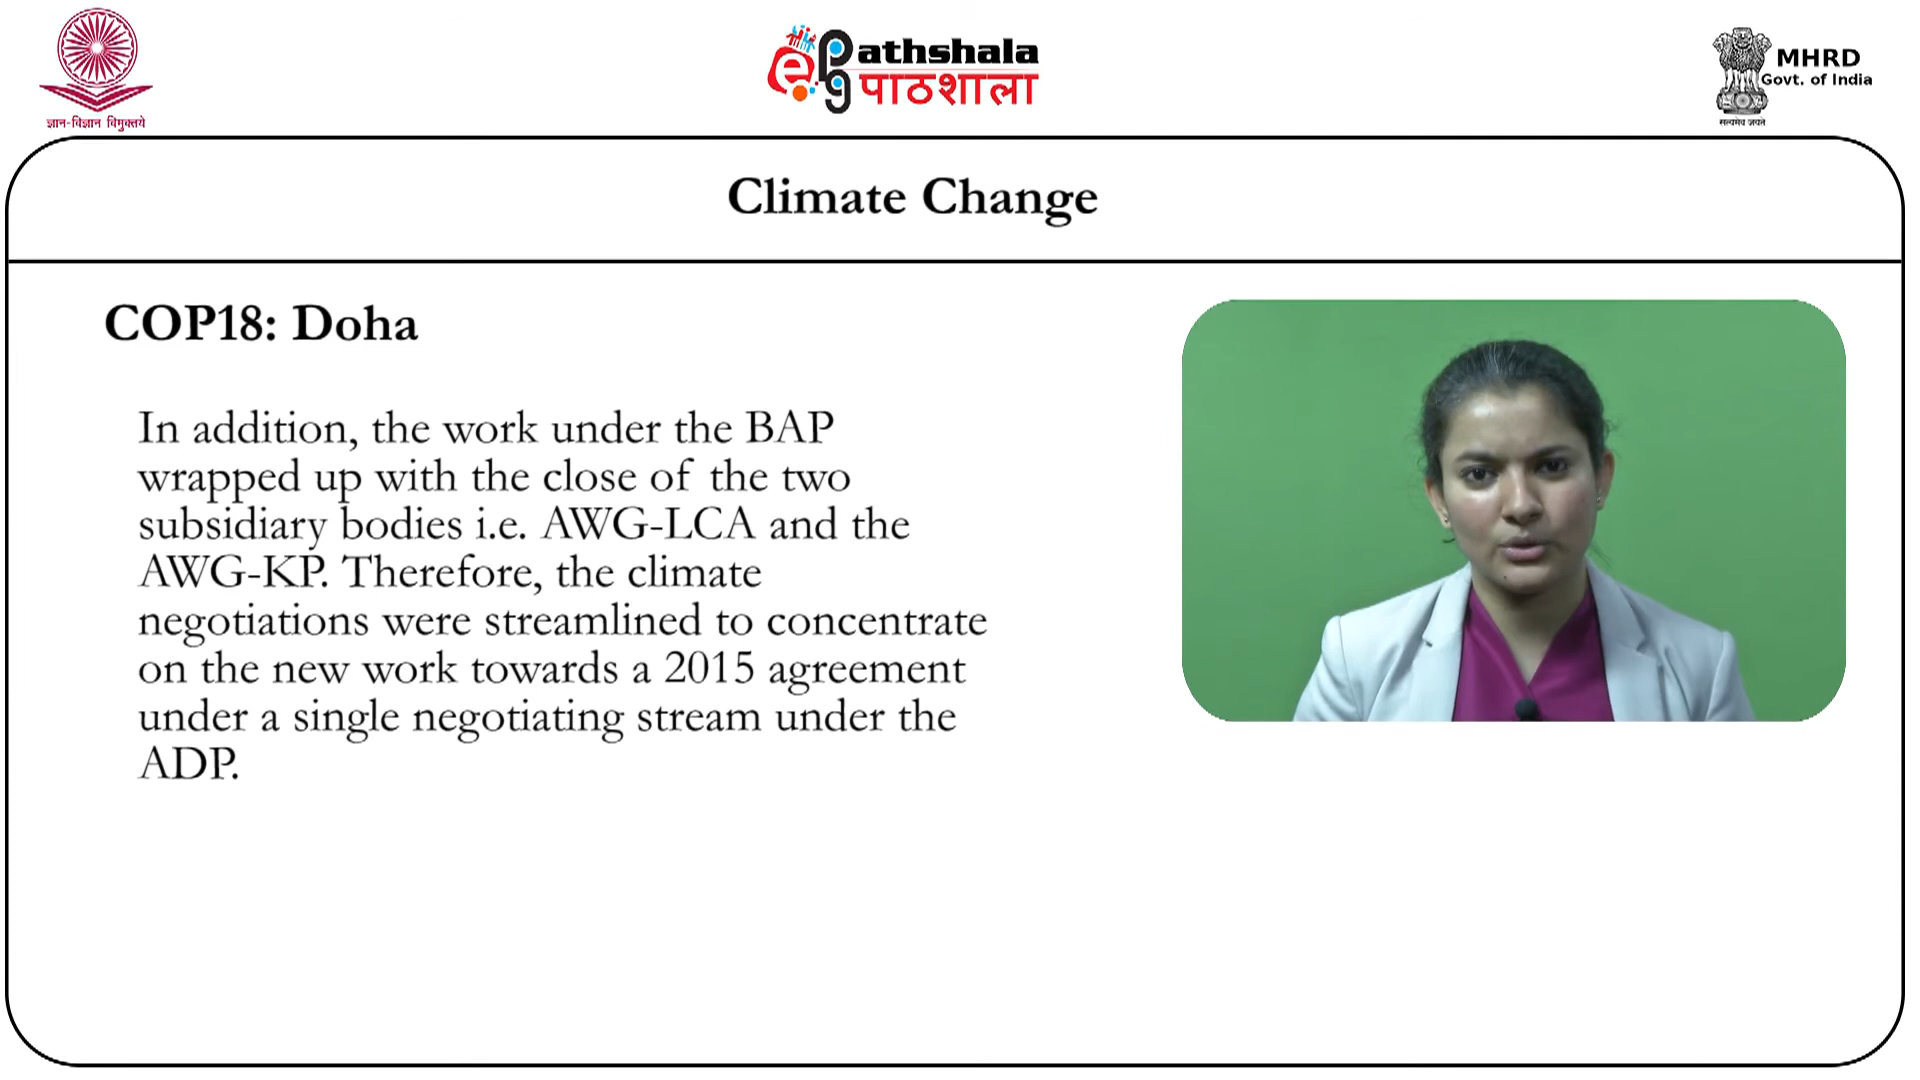 ज्ञान-विज्ञान विमुक्तये
ePathshala
पाठशाला
MHRD
Govt. of India
सत्यमेव जयते
Climate Change
COP18: Doha
In addition, the work under the BAP
wrapped up with the close of the two
subsidiary bodies i.e. AWG-LCA and the
AWG-KP. Therefore, the climate
negotiations were streamlined to concentrate
on the new work towards a 2015 agreement
under a single negotiating stream under the
ADP.